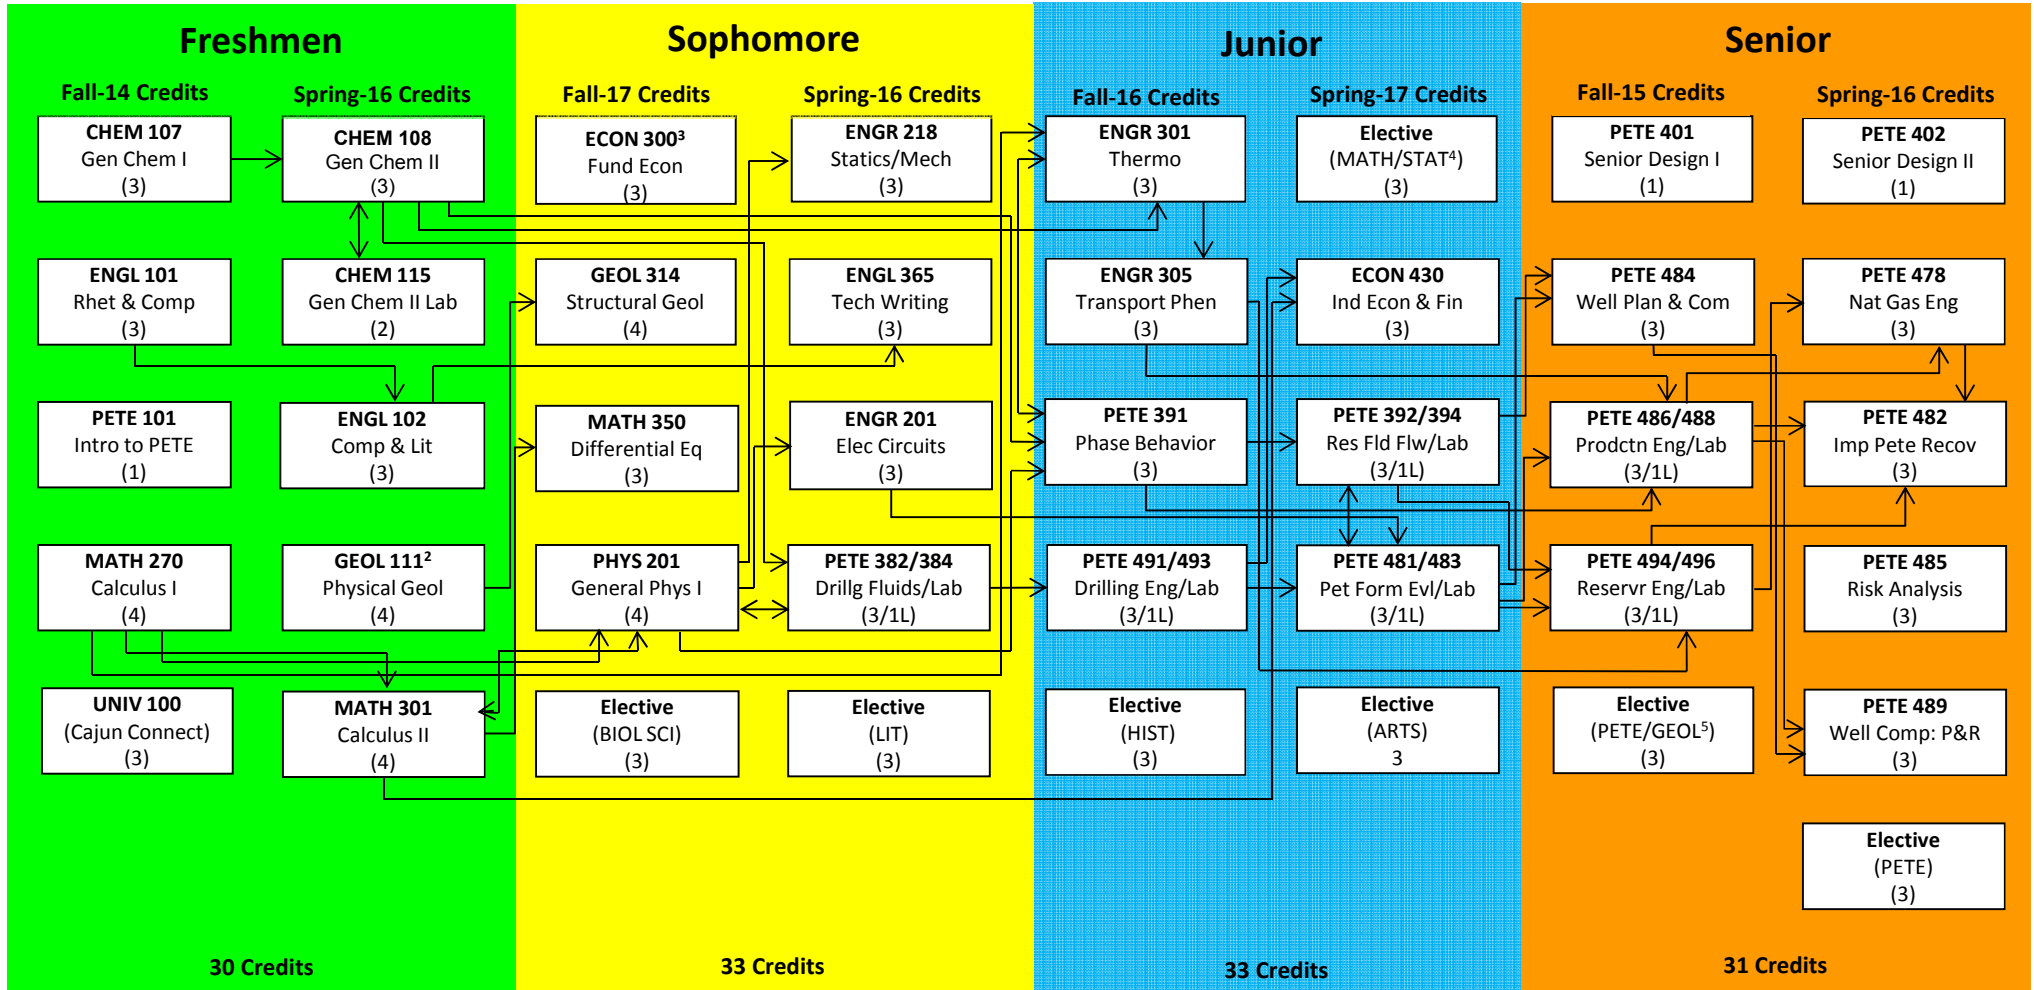 Freshmen
Sophomore
Junior
Senior
Fall-14 Credits
Spring-16 Credits
Fall-17 Credits
Spring-16 Credits
Fall-16 Credits
Spring-17 Credits
Fall-15 Credits
Spring-16 Credits
CHEM 107
Gen Chem I
(3)
CHEM 108
Gen Chem II
(3)
ECON 300³
Fund Econ
(3)
ENGR 218
Statics/Mech
(3)
ENGR 301
Thermo
(3)
Elective
(MATH/STAT⁴)
(3)
PETE 401
Senior Design I
(1)
PETE 402
Senior Design II
(1)
ENGL 101
Rhet & Comp
(3)
CHEM 115
Gen Chem II Lab
(2)
GEOL 314
Structural Geol
(4)
ENGL 365
Tech Writing
(3)
ENGR 305
Transport Phen
(3)
ECON 430
Ind Econ & Fin
(3)
PETE 484
Well Plan & Com
(3)
PETE 478
Nat Gas Eng
(3)
PETE 101
Intro to PETE
(1)
ENGL 102
Comp & Lit
(3)
MATH 350
Differential Eq
(3)
ENGR 201
Elec Circuits
(3)
PETE 391
Phase Behavior
(3)
PETE 392/394
Res Fld Flw/Lab
(3/1L)
PETE 486/488
Prodctn Eng/Lab
(3/1L)
PETE 482
Imp Pete Recov
(3)
MATH 270
Calculus I
(4)
GEOL 111²
Physical Geol
(4)
PHYS 201
General Phys I
(4)
PETE 382/384
Drillg Fluids/Lab
(3/1L)
PETE 491/493
Drilling Eng/Lab
(3/1L)
PETE 481/483
Pet Form Evl/Lab
(3/1L)
PETE 494/496
Reservr Eng/Lab
(3/1L)
PETE 485
Risk Analysis
(3)
UNIV 100
(Cajun Connect)
(3)
MATH 301
Calculus II
(4)
Elective
(BIOL SCI)
(3)
Elective
(LIT)
(3)
Elective
(HIST)
(3)
Elective
(ARTS)
3
Elective
(PETE/GEOL⁵)
(3)
PETE 489
Well Comp: P&R
(3)
Elective
(PETE)
(3)
30 Credits
33 Credits
33 Credits
31 Credits